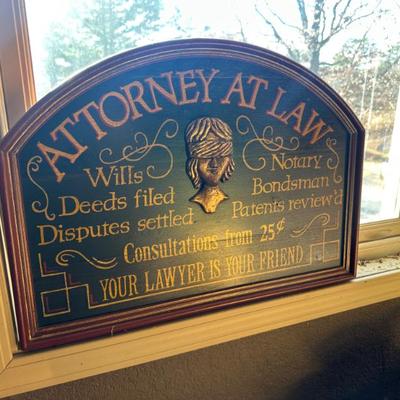 ATTORNEY AT LAW
Wills
Deeds filed
Disputes settled
Notary
Bondsman
Patents review'd
Consultations from 25¢
YOUR LAWYER IS YOUR FRIEND